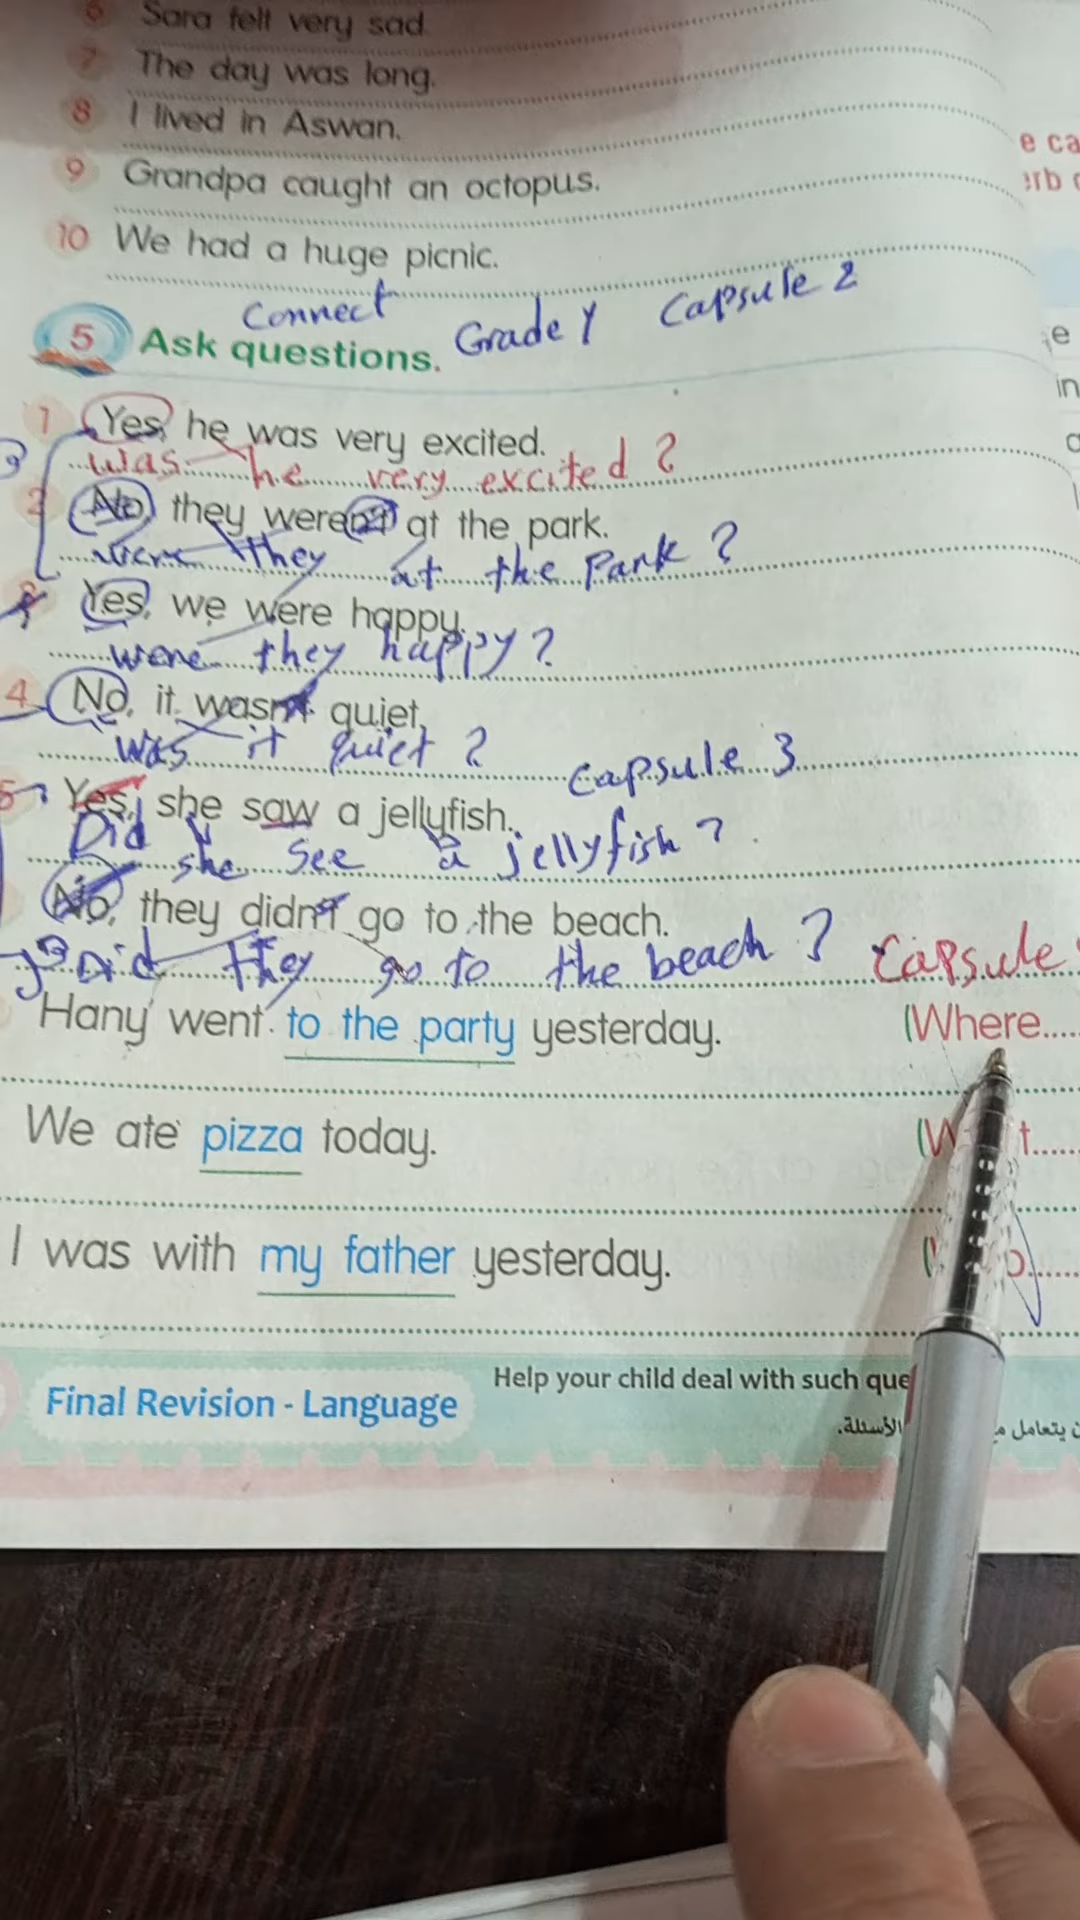 6 Sara felt very sad.
7 The day was long.
8 I lived in Aswan.
9 Grandpa caught an octopus.
10 We had a huge picnic.
e ca
erb
Connect Grade 4 Capsule 2
5 Ask questions.
1 Yes, he was very excited.
was he very excited ?
2 No, they weren't at the park.
were they at the Park ?
Yes, we were happy.
were they happy ?
4 No, it wasn't quiet.
was it quiet ?
Capsule 3
5 Yes, she saw a jellyfish.
Did she see a jellyfish ?
No, they didn't go to the beach.
Did they go to the beach ?
Capsule
Hany went to the party yesterday. (Where....
We ate pizza today. (W t.....
I was with my father yesterday.
Final Revision - Language
Help your child deal with such que
يتعامل الأسئلة.